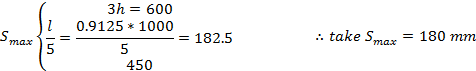 3h = 600
S_max { l/5 = 0.9125 * 1000 / 5 = 182.5 ∴ take S_max = 180 mm
450